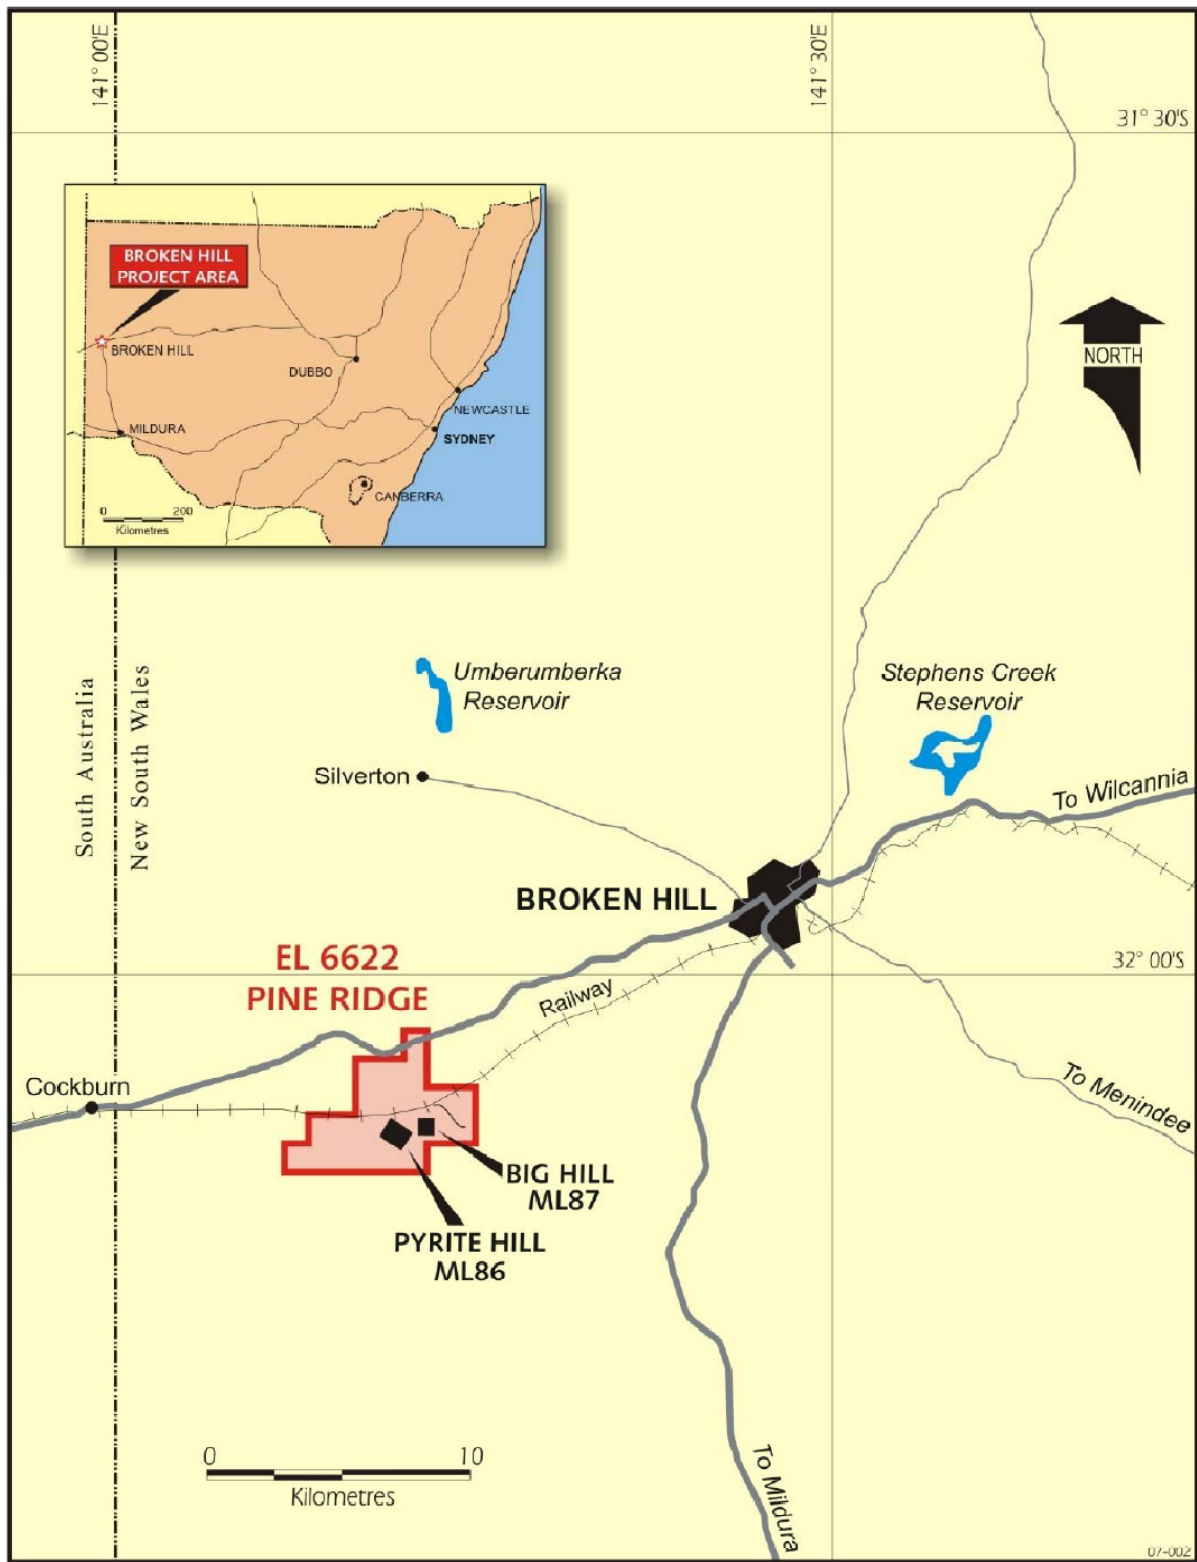 141° 00'E
141° 30'E
31° 30'S
BROKEN HILL
PROJECT AREA
BROKEN HILL
DUBBO
NEWCASTLE
MILDURA
SYDNEY
CANBERRA
0 200
Kilometres
NORTH
South Australia
New South Wales
Umberumberka
Reservoir
Stephens Creek
Reservoir
Silverton
To Wilcannia
BROKEN HILL
EL 6622
PINE RIDGE
32° 00'S
Railway
Cockburn
To Menindee
BIG HILL
ML87
PYRITE HILL
ML86
0 10
Kilometres
To Mildura
07-002